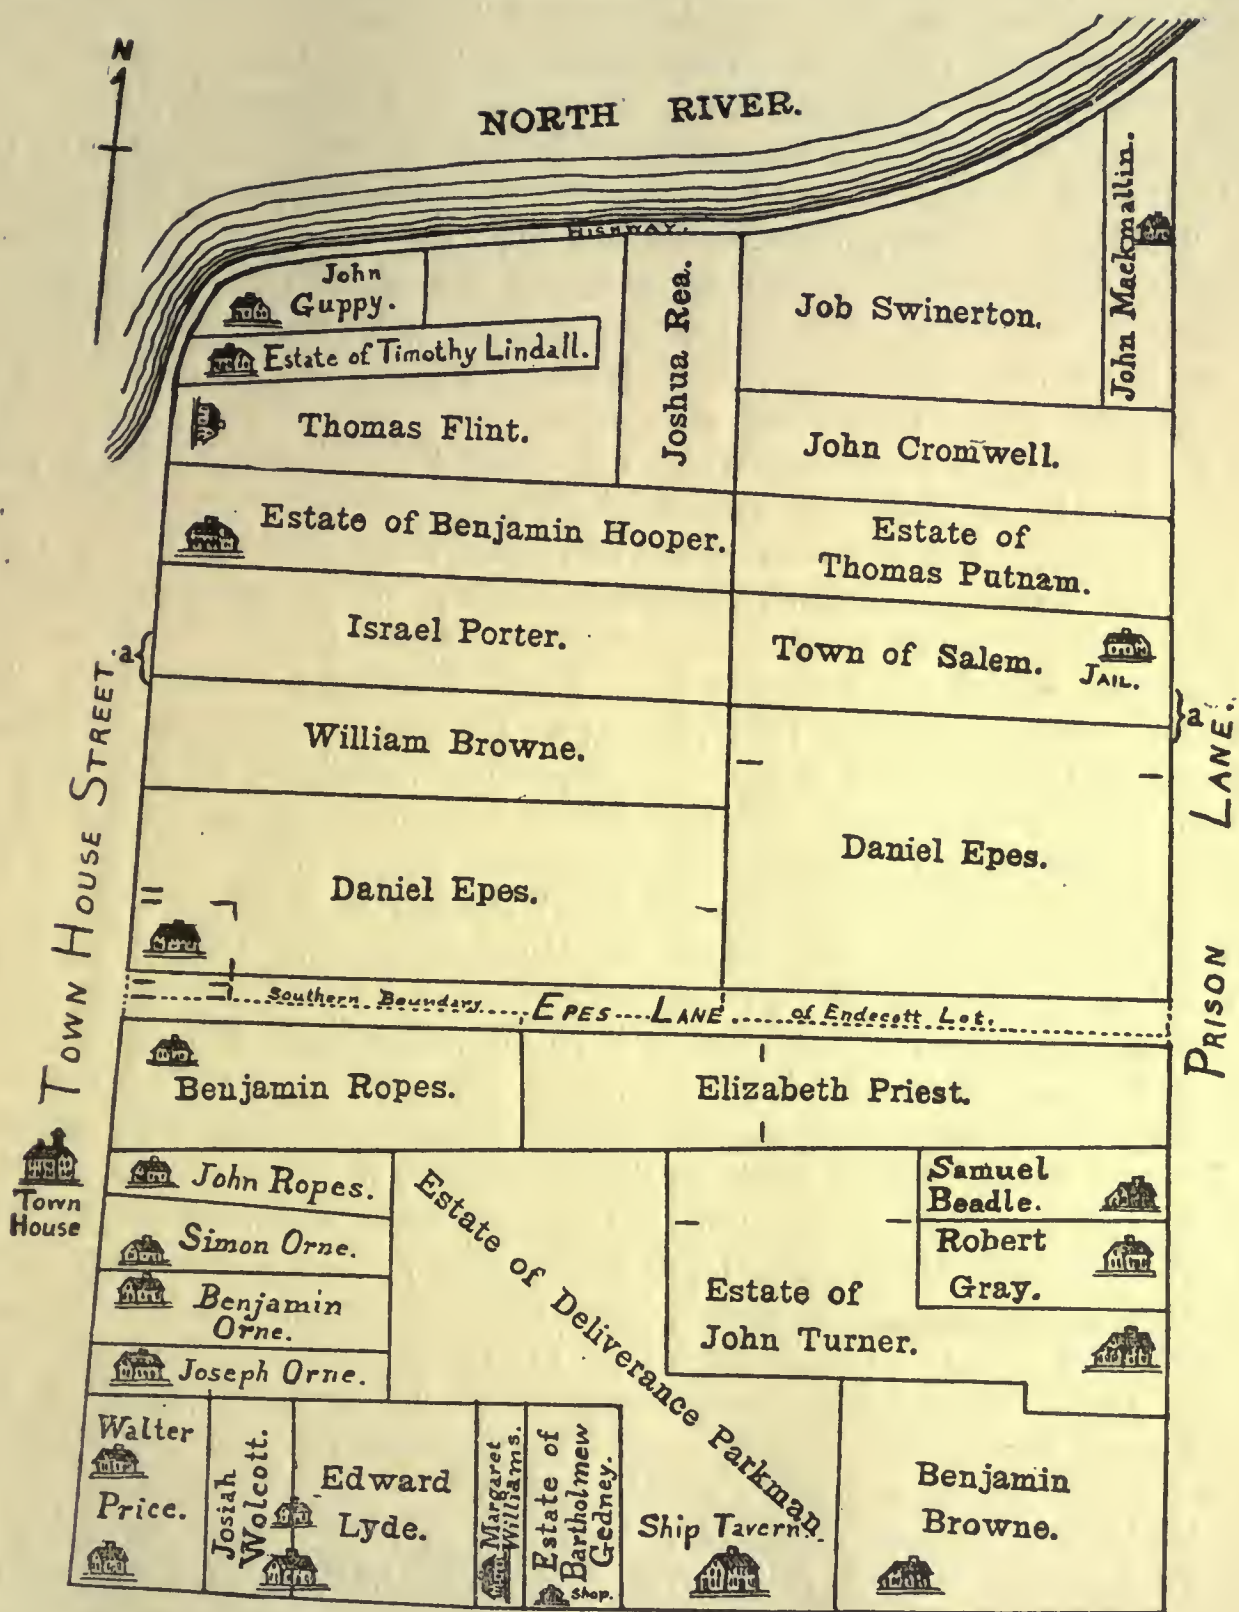 N
NORTH RIVER.
HIGHWAY.
John
Guppy.
Estate of Timothy Lindall.
Thomas Flint.
Joshua Rea.
Job Swinerton.
John Mackmallin.
John Cromwell.
Estate of Benjamin Hooper.
Estate of
Thomas Putnam.
Israel Porter.
a
Town of Salem.
JAIL.
a
William Browne.
Daniel Epes.
Daniel Epes.
TOWN HOUSE STREET.
PRISON LANE.
Southern Boundary of Endecott Lot.
EPES LANE
Benjamin Ropes.
Elizabeth Priest.
Town
House
John Ropes.
Simon Orne.
Benjamin
Orne.
Joseph Orne.
Estate of Deliverance Parkman
Samuel
Beadle.
Robert
Gray.
Estate of
John Turner.
Walter
Price.
Josiah
Wolcott.
Edward
Lyde.
Margaret
Williams.
Estate of
Bartholmew
Gedney.
Shop.
Ship Tavern.
Benjamin
Browne.